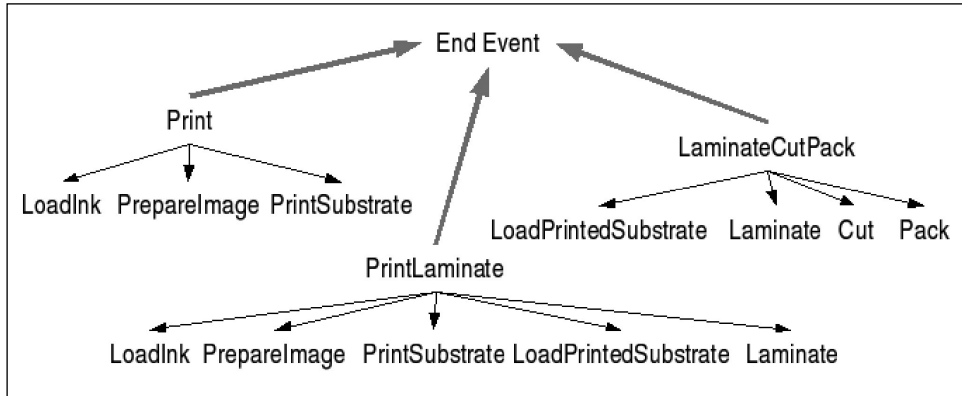 End Event
Print
LaminateCutPack
LoadInk PrepareImage PrintSubstrate
LoadPrintedSubstrate Laminate Cut Pack
PrintLaminate
LoadInk PrepareImage PrintSubstrate LoadPrintedSubstrate Laminate